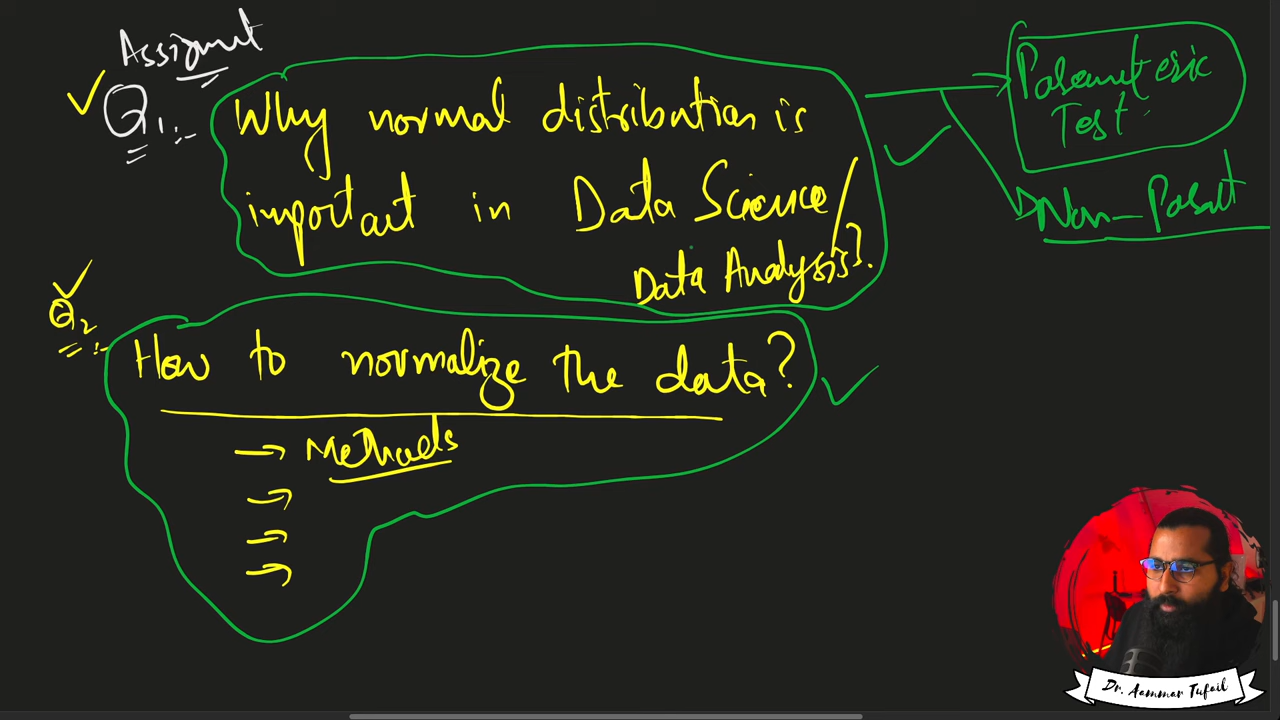 Assignment
Q1:-
Why normal distribution is
important in Data Science/
Data Analysis?
Parametric
Test
Non-Paramt
Q2:-
How to normalize the data?
→ Methods
→
→
→
Dr. Aammar Tufail